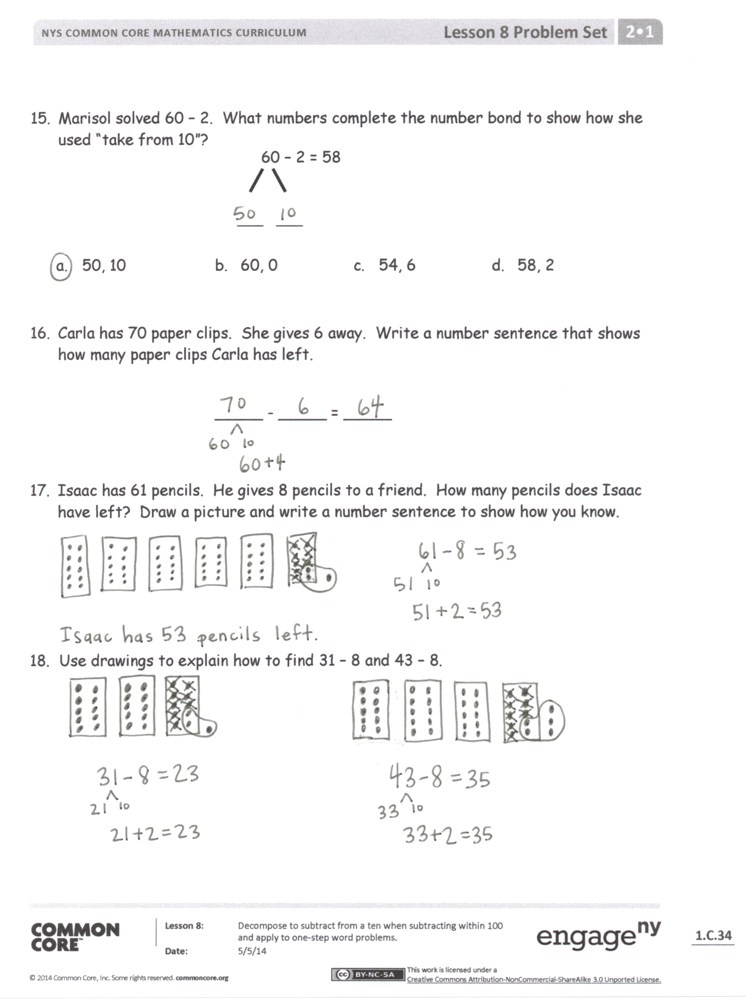 NYS COMMON CORE MATHEMATICS CURRICULUM Lesson 8 Problem Set 2•1
15. Marisol solved 60 - 2. What numbers complete the number bond to show how she
used "take from 10"?
60 - 2 = 58
50 10
a. 50, 10 b. 60, 0 c. 54, 6 d. 58, 2
16. Carla has 70 paper clips. She gives 6 away. Write a number sentence that shows
how many paper clips Carla has left.
70 - 6 = 64
60 10
60+4
17. Isaac has 61 pencils. He gives 8 pencils to a friend. How many pencils does Isaac
have left? Draw a picture and write a number sentence to show how you know.
61-8 = 53
51 10
51+2=53
Isaac has 53 pencils left.
18. Use drawings to explain how to find 31 - 8 and 43 - 8.
31-8=23
21 10
21+2=23
43-8=35
33 10
33+2=35
COMMON CORE™
Lesson 8: Decompose to subtract from a ten when subtracting within 100
and apply to one-step word problems.
Date: 5/5/14
engage ny
1.C.34
© 2014 Common Core, Inc. Some rights reserved. commoncore.org
cc BY-NC-SA
This work is licensed under a
Creative Commons Attribution-NonCommercial-ShareAlike 3.0 Unported License.